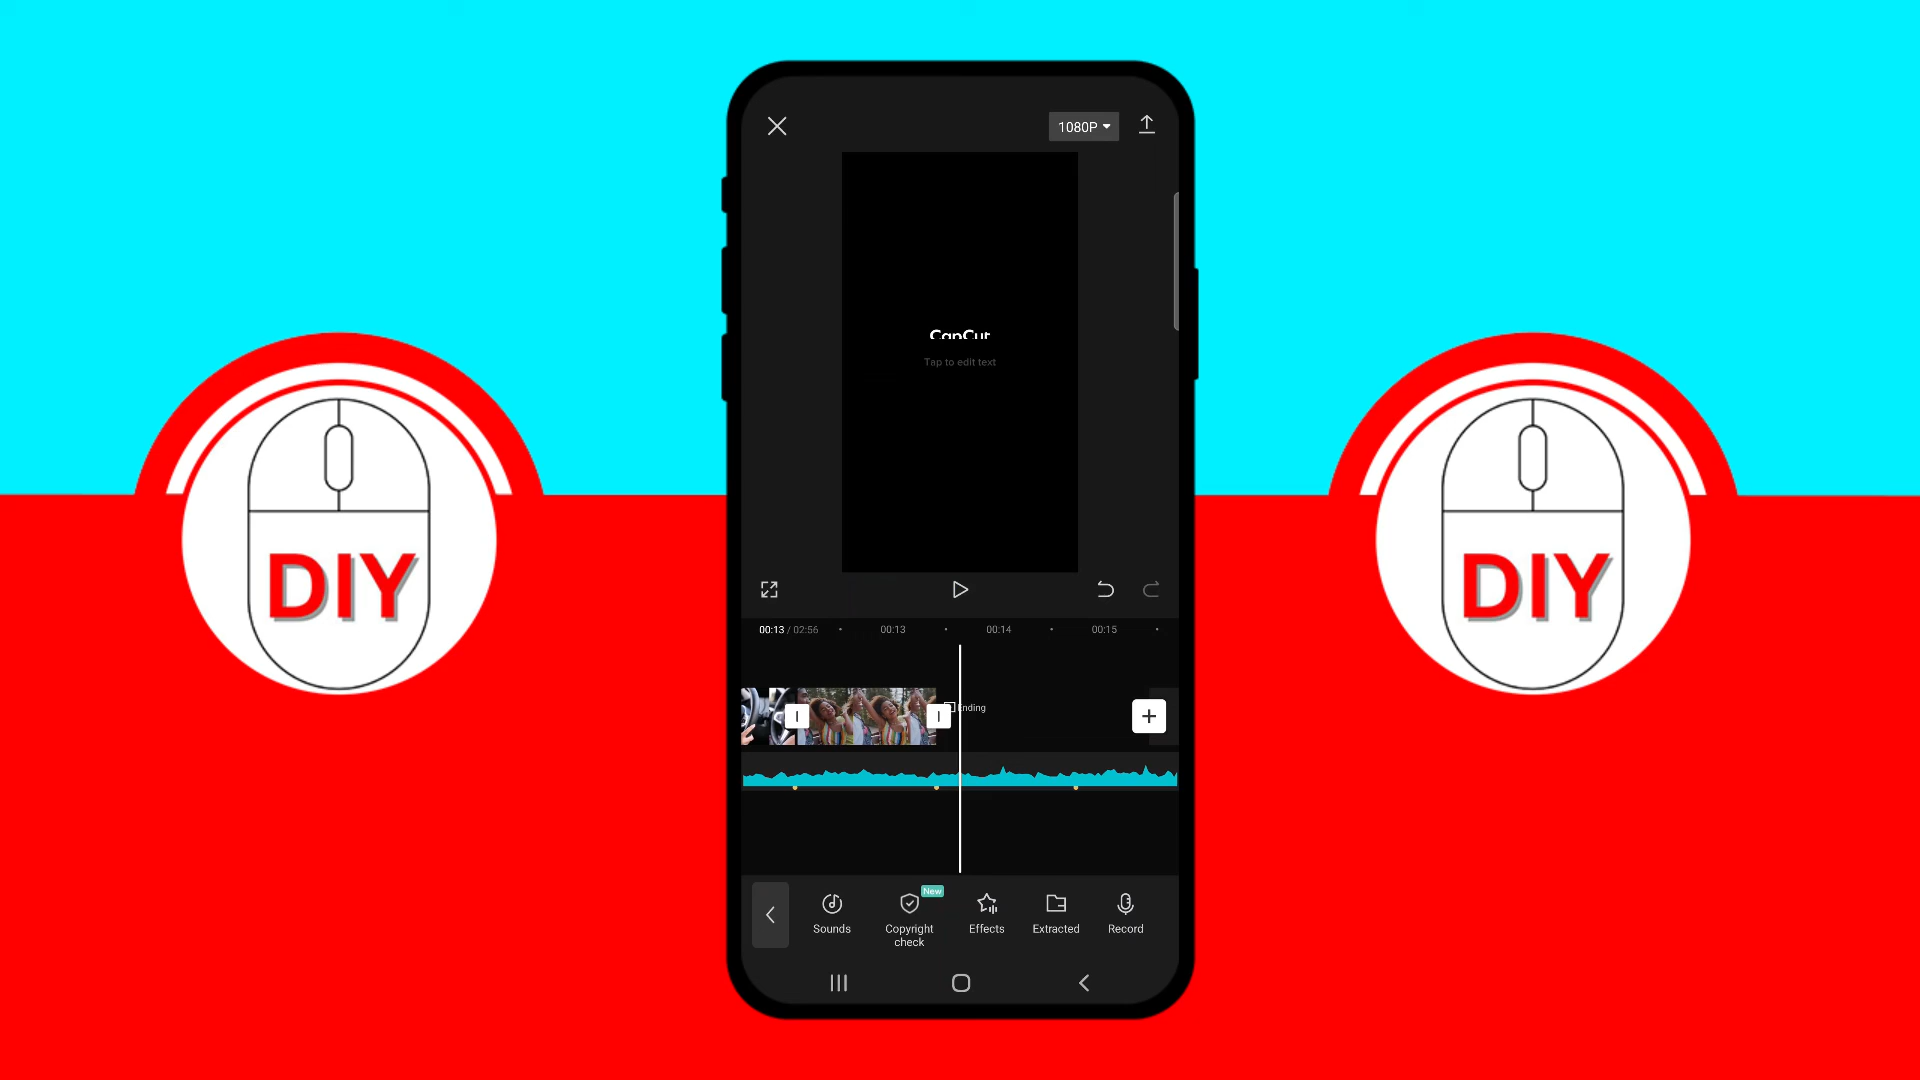 1080P
CapCut
Tap to edit text
DIY
DIY
00:13 / 02:56
00:13
00:14
00:15
Ending
New
Sounds
Copyright
check
Effects
Extracted
Record